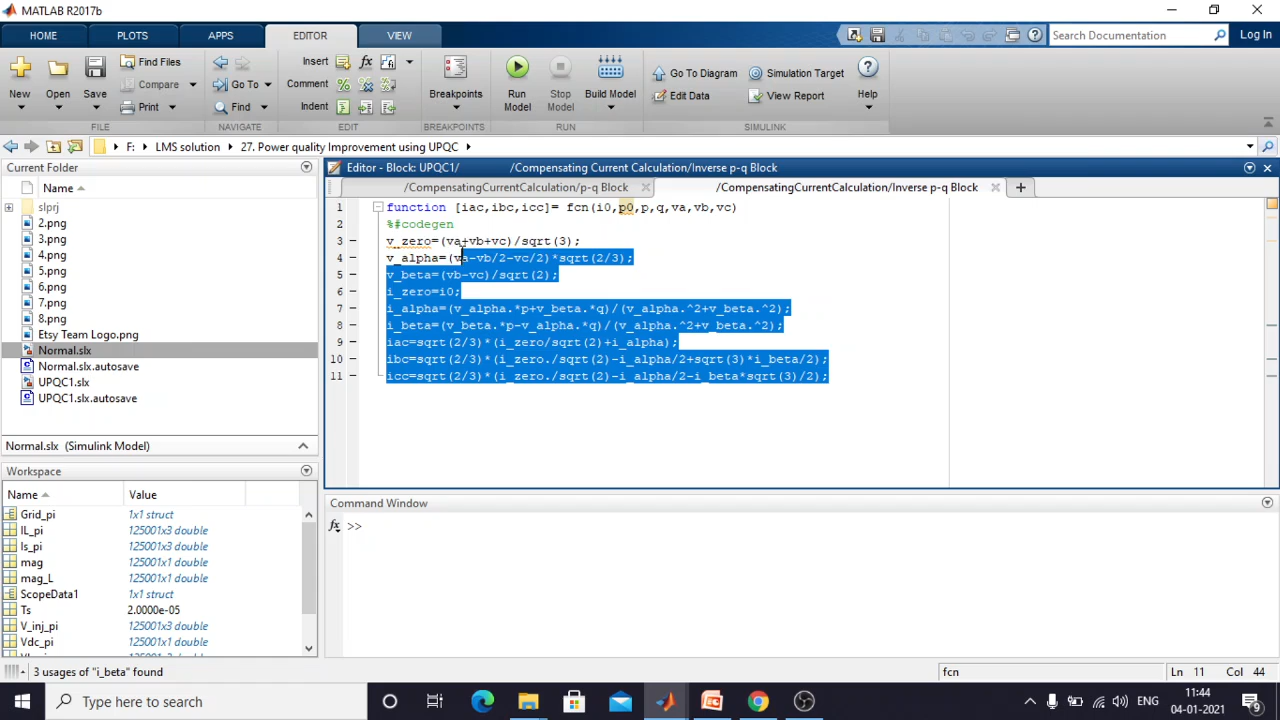 MATLAB R2017b
HOME PLOTS APPS EDITOR VIEW Search Documentation Log In
Find Files Insert fx Go To Diagram Simulation Target
New Open Save Compare Go To Comment Breakpoints Run Model Stop Model Build Model Help
Print Find Indent Edit Data View Report
FILE NAVIGATE EDIT BREAKPOINTS RUN SIMULINK
F: LMS solution 27. Power quality Improvement using UPQC
Current Folder
Name
slprj
2.png
3.png
4.png
5.png
6.png
7.png
8.png
Etsy Team Logo.png
Normal.slx
Normal.slx.autosave
UPQC1.slx
UPQC1.slx.autosave
Normal.slx (Simulink Model)
Workspace
Name Value
Grid_pi 1x1 struct
IL_pi 125001x3 double
Is_pi 125001x3 double
mag 125001x3 double
mag_L 125001x3 double
ScopeData1 1x1 struct
Ts 2.0000e-05
V_inj_pi 125001x3 double
Vdc_pi 125001x1 double
125001x3 double
Editor - Block: UPQC1/ /Compensating Current Calculation/Inverse p-q Block
/CompensatingCurrentCalculation/p-q Block /CompensatingCurrentCalculation/Inverse p-q Block
1 function [iac,ibc,icc]= fcn(i0,p0,p,q,va,vb,vc)
2 %#codegen
3 v_zero=(va+vb+vc)/sqrt(3);
4 v_alpha=(va-vb/2-vc/2)*sqrt(2/3);
5 v_beta=(vb-vc)/sqrt(2);
6 i_zero=i0;
7 i_alpha=(v_alpha.*p+v_beta.*q)/(v_alpha.^2+v_beta.^2);
8 i_beta=(v_beta.*p-v_alpha.*q)/(v_alpha.^2+v_beta.^2);
9 iac=sqrt(2/3)*(i_zero/sqrt(2)+i_alpha);
10 ibc=sqrt(2/3)*(i_zero./sqrt(2)-i_alpha/2+sqrt(3)*i_beta/2);
11 icc=sqrt(2/3)*(i_zero./sqrt(2)-i_alpha/2-i_beta*sqrt(3)/2);
Command Window
fx >>
3 usages of "i_beta" found fcn Ln 11 Col 44
Type here to search ENG 11:44
04-01-2021 9